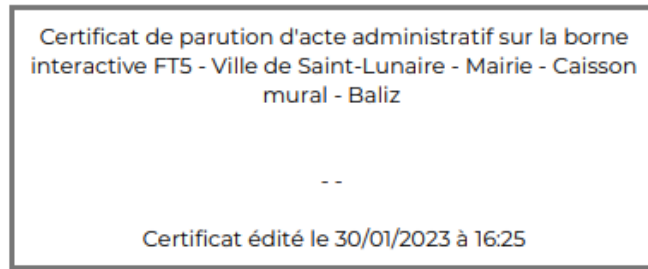 Certificat de parution d'acte administratif sur la borne
interactive FT5 - Ville de Saint-Lunaire - Mairie - Caisson
mural - Baliz
- -
Certificat édité le 30/01/2023 à 16:25